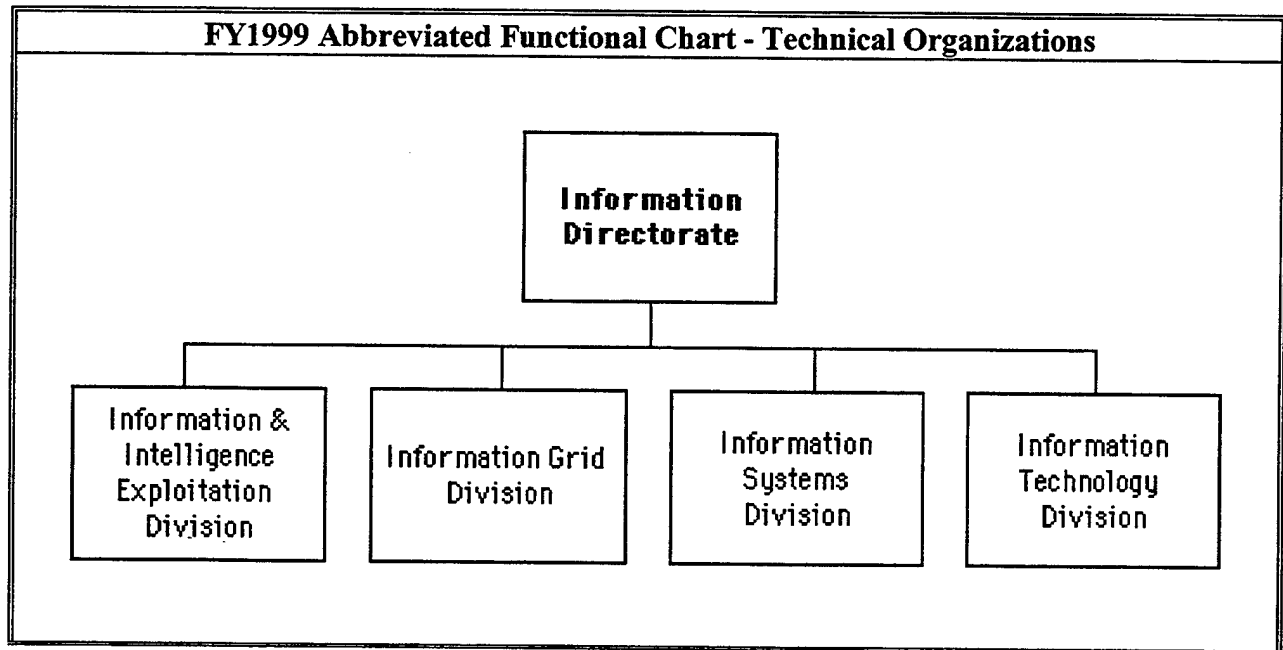 FY1999 Abbreviated Functional Chart - Technical Organizations
Information
Directorate
Information &
Intelligence
Exploitation
Division
Information Grid
Division
Information
Systems
Division
Information
Technology
Division